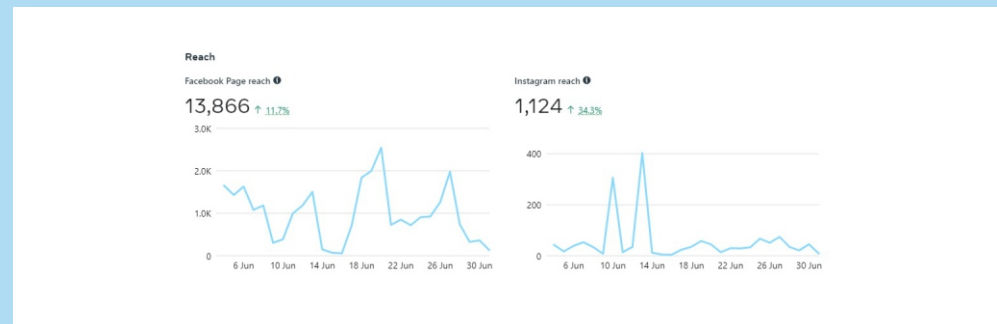 Reach
Facebook Page reach
13,866 ↑ 11.7%
3.0K
2.0K
1.0K
0
6 Jun 10 Jun 14 Jun 18 Jun 22 Jun 26 Jun 30 Jun
Instagram reach
1,124 ↑ 34.3%
400
200
0
6 Jun 10 Jun 14 Jun 18 Jun 22 Jun 26 Jun 30 Jun